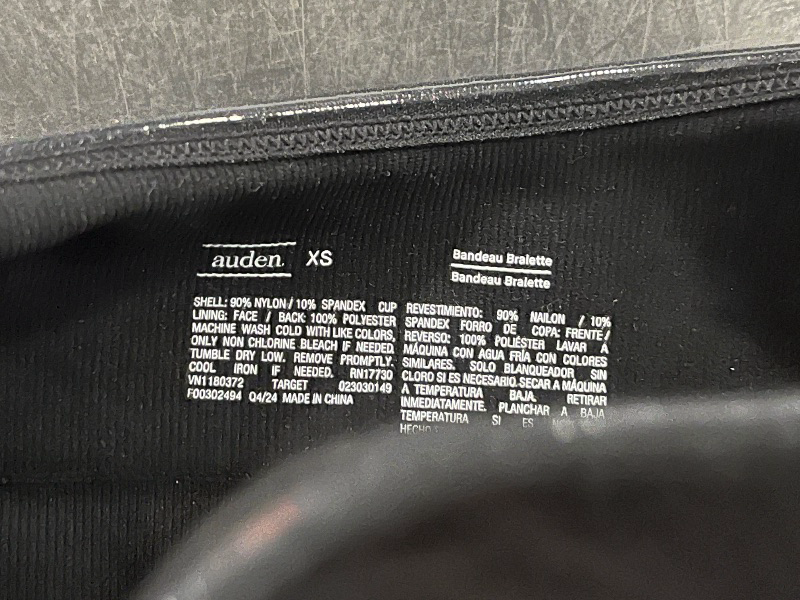 auden XS
SHELL: 90% NYLON / 10% SPANDEX CUP
LINING: FACE / BACK: 100% POLYESTER
MACHINE WASH COLD WITH LIKE COLORS,
ONLY NON CHLORINE BLEACH IF NEEDED.
TUMBLE DRY LOW. REMOVE PROMPTLY.
COOL IRON IF NEEDED. RN17730
VN1180372 TARGET 023030149
F00302494 Q4/24 MADE IN CHINA
Bandeau Bralette
Bandeau Bralette
REVESTIMIENTO: 90% NAILON / 10%
SPANDEX FORRO DE COPA: FRENTE/
REVERSO: 100% POLIÉSTER LAVAR A
MÁQUINA CON AGUA FRÍA CON COLORES
SIMILARES. SOLO BLANQUEADOR SIN
CLORO SI ES NECESARIO. SECAR A MÁQUINA
A TEMPERATURA BAJA. RETIRAR
INMEDIATAMENTE. PLANCHAR A BAJA
TEMPERATURA SI ES
HECHO